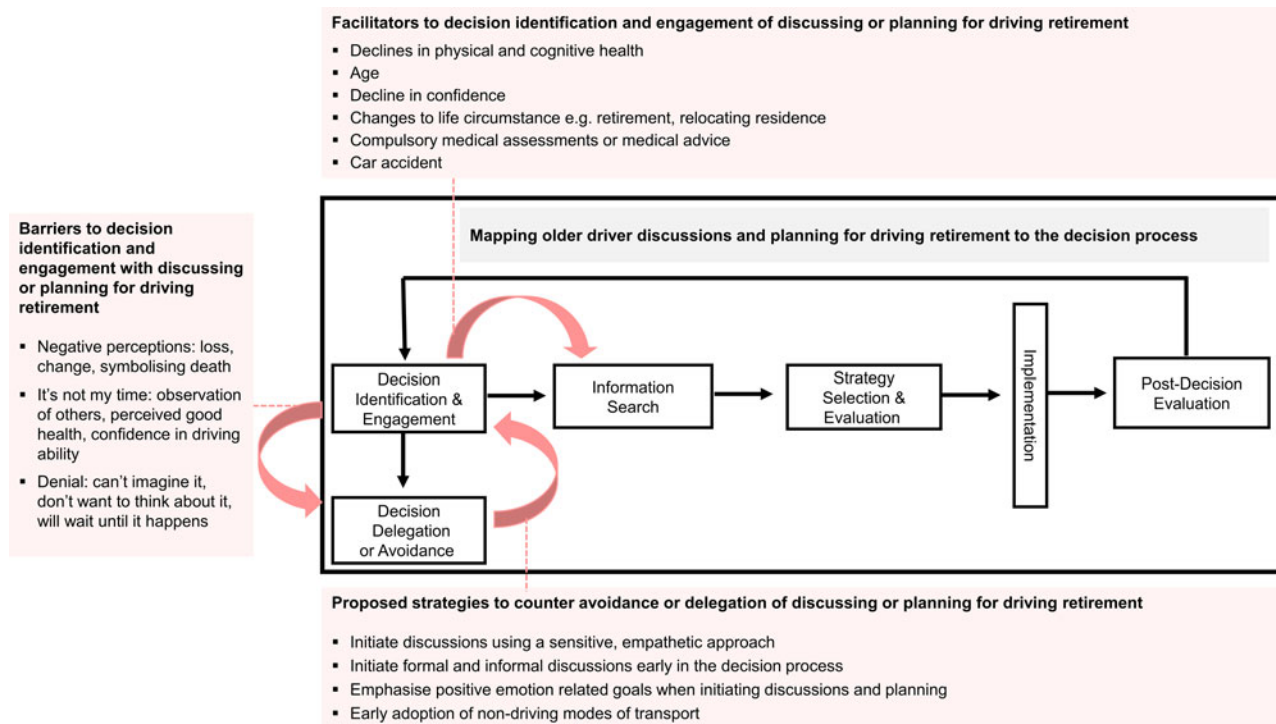 Facilitators to decision identification and engagement of discussing or planning for driving retirement
▪ Declines in physical and cognitive health
▪ Age
▪ Decline in confidence
▪ Changes to life circumstance e.g. retirement, relocating residence
▪ Compulsory medical assessments or medical advice
▪ Car accident
Barriers to decision
identification and
engagement with discussing
or planning for driving
retirement
▪ Negative perceptions: loss,
change, symbolising death
▪ It's not my time: observation
of others, perceived good
health, confidence in driving
ability
▪ Denial: can't imagine it,
don't want to think about it,
will wait until it happens
Mapping older driver discussions and planning for driving retirement to the decision process
Decision
Identification &
Engagement
Information
Search
Strategy
Selection &
Evaluation
Implementation
Post-Decision
Evaluation
Decision
Delegation
or Avoidance
Proposed strategies to counter avoidance or delegation of discussing or planning for driving retirement
▪ Initiate discussions using a sensitive, empathetic approach
▪ Initiate formal and informal discussions early in the decision process
▪ Emphasise positive emotion related goals when initiating discussions and planning
▪ Early adoption of non-driving modes of transport